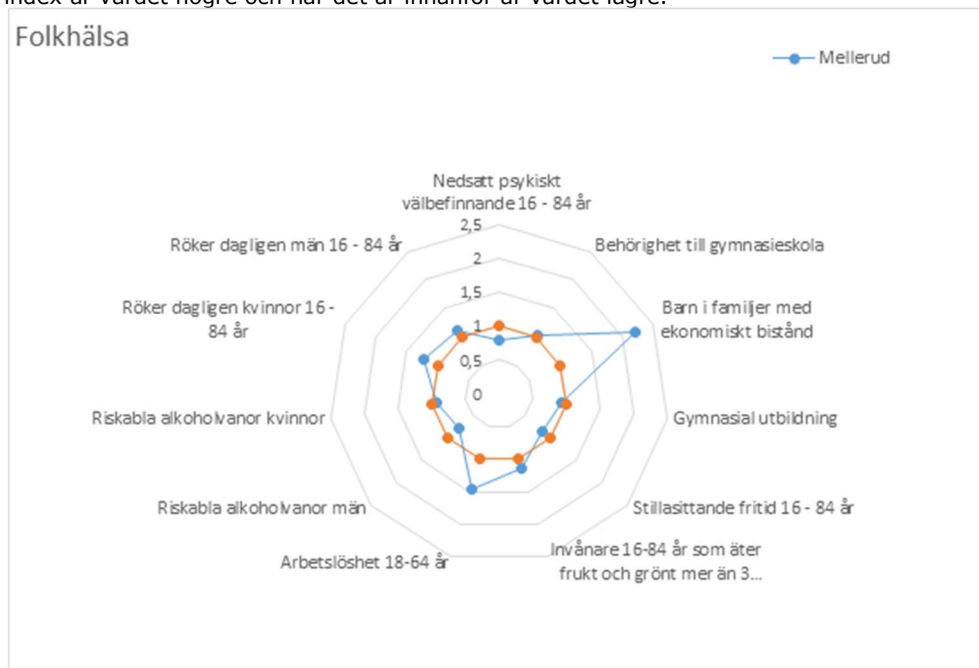 index är värdet högre och när det är innanför är värdet lägre.
Folkhälsa
Mellerud
Nedsatt psykiskt
välbefinnande 16 - 84 år
Behörighet till gymnasieskola
Barn i familjer med
ekonomiskt bistånd
Gymnasial utbildning
Stillasittande fritid 16 - 84 år
Invånare 16-84 år som äter
frukt och grönt mer än 3...
Arbetslöshet 18-64 år
Riskabla alkoholvanor män
Riskabla alkoholvanor kvinnor
Röker dagligen kvinnor 16 -
84 år
Röker dagligen män 16 - 84 år
2,5
2
1,5
1
0,5
0